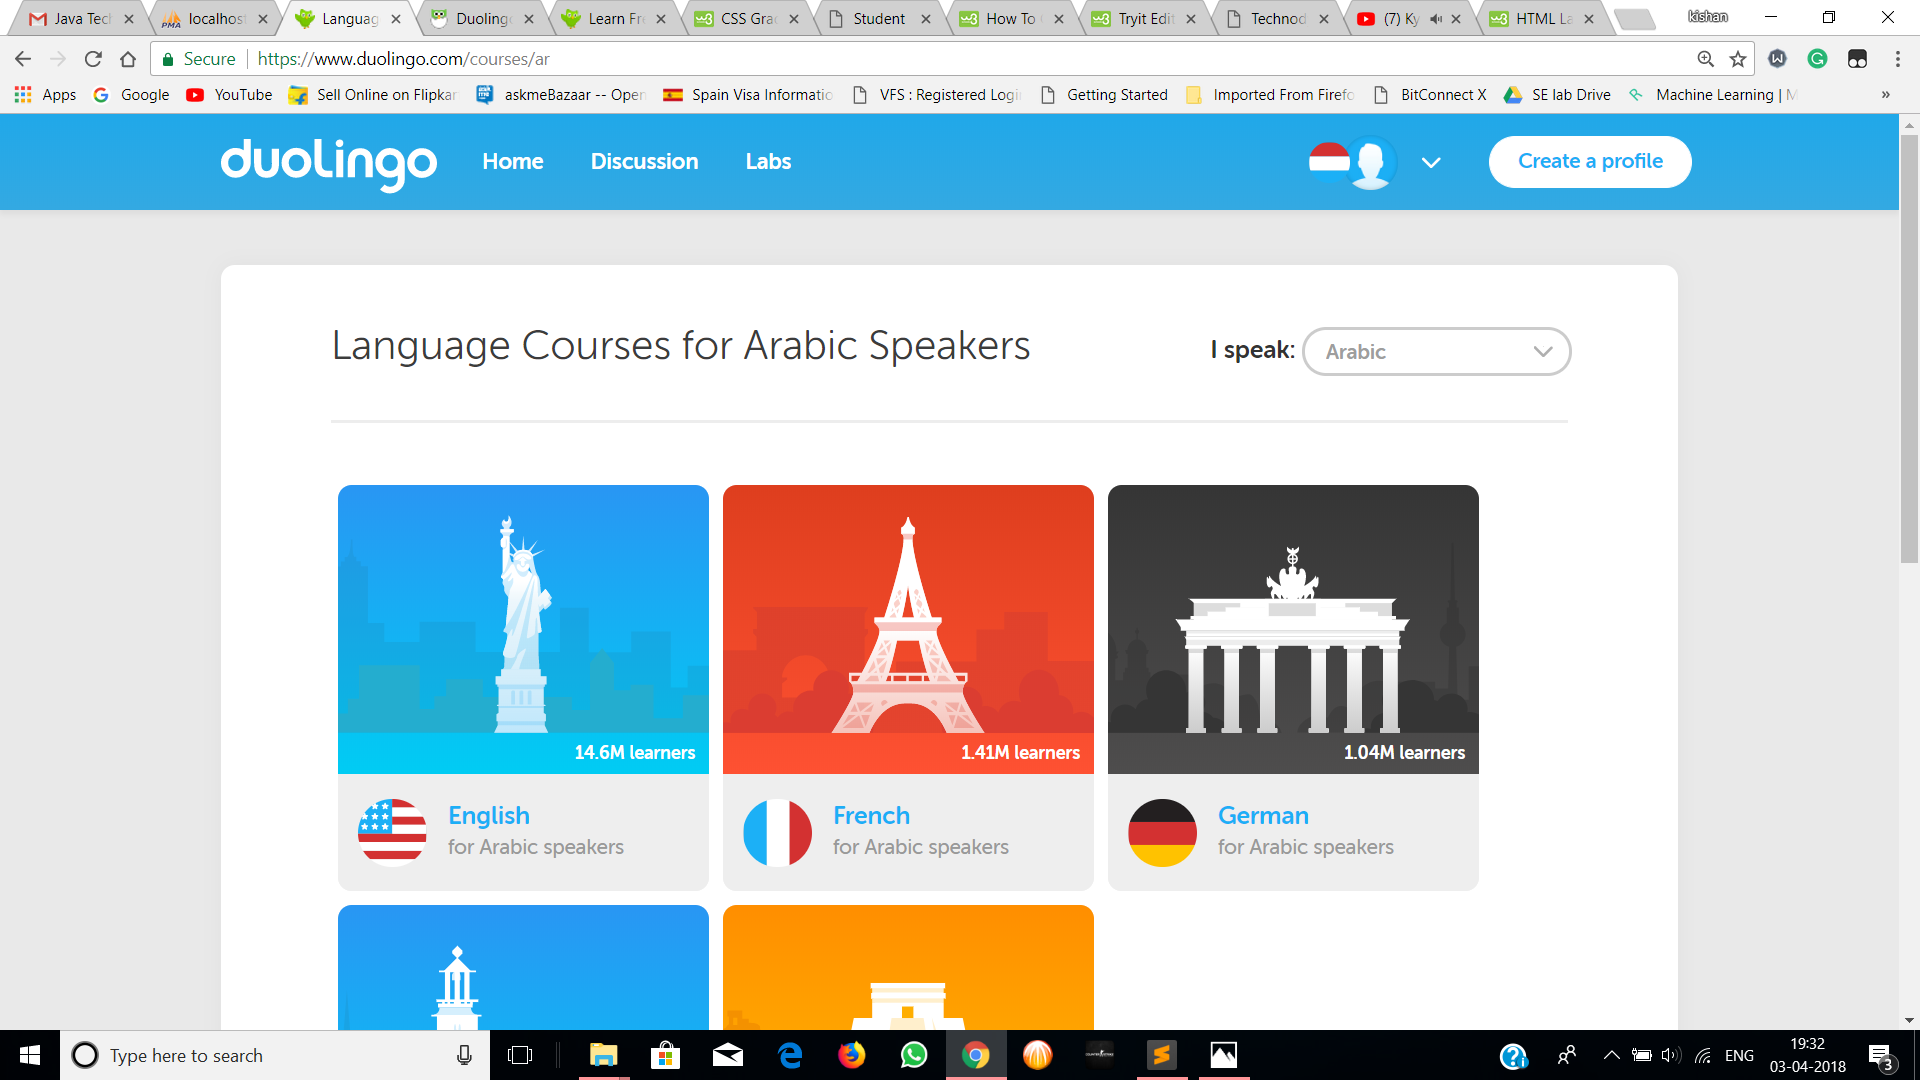 Java Tech
localhost
Languag
Duoling
Learn Fre
CSS Grad
Student
How To
Tryit Edit
Technod
(7) Ky
HTML La
kishan
Secure
https://www.duolingo.com/courses/ar
Apps
Google
YouTube
Sell Online on Flipkar
askmeBazaar -- Open
Spain Visa Informatio
VFS : Registered Logi
Getting Started
Imported From Firefo
BitConnect X
SE lab Drive
Machine Learning | M
»
duolingo
Home
Discussion
Labs
Create a profile
Language Courses for Arabic Speakers
I speak:
Arabic
14.6M learners
1.41M learners
1.04M learners
English
for Arabic speakers
French
for Arabic speakers
German
for Arabic speakers
Type here to search
ENG
19:32
03-04-2018
3